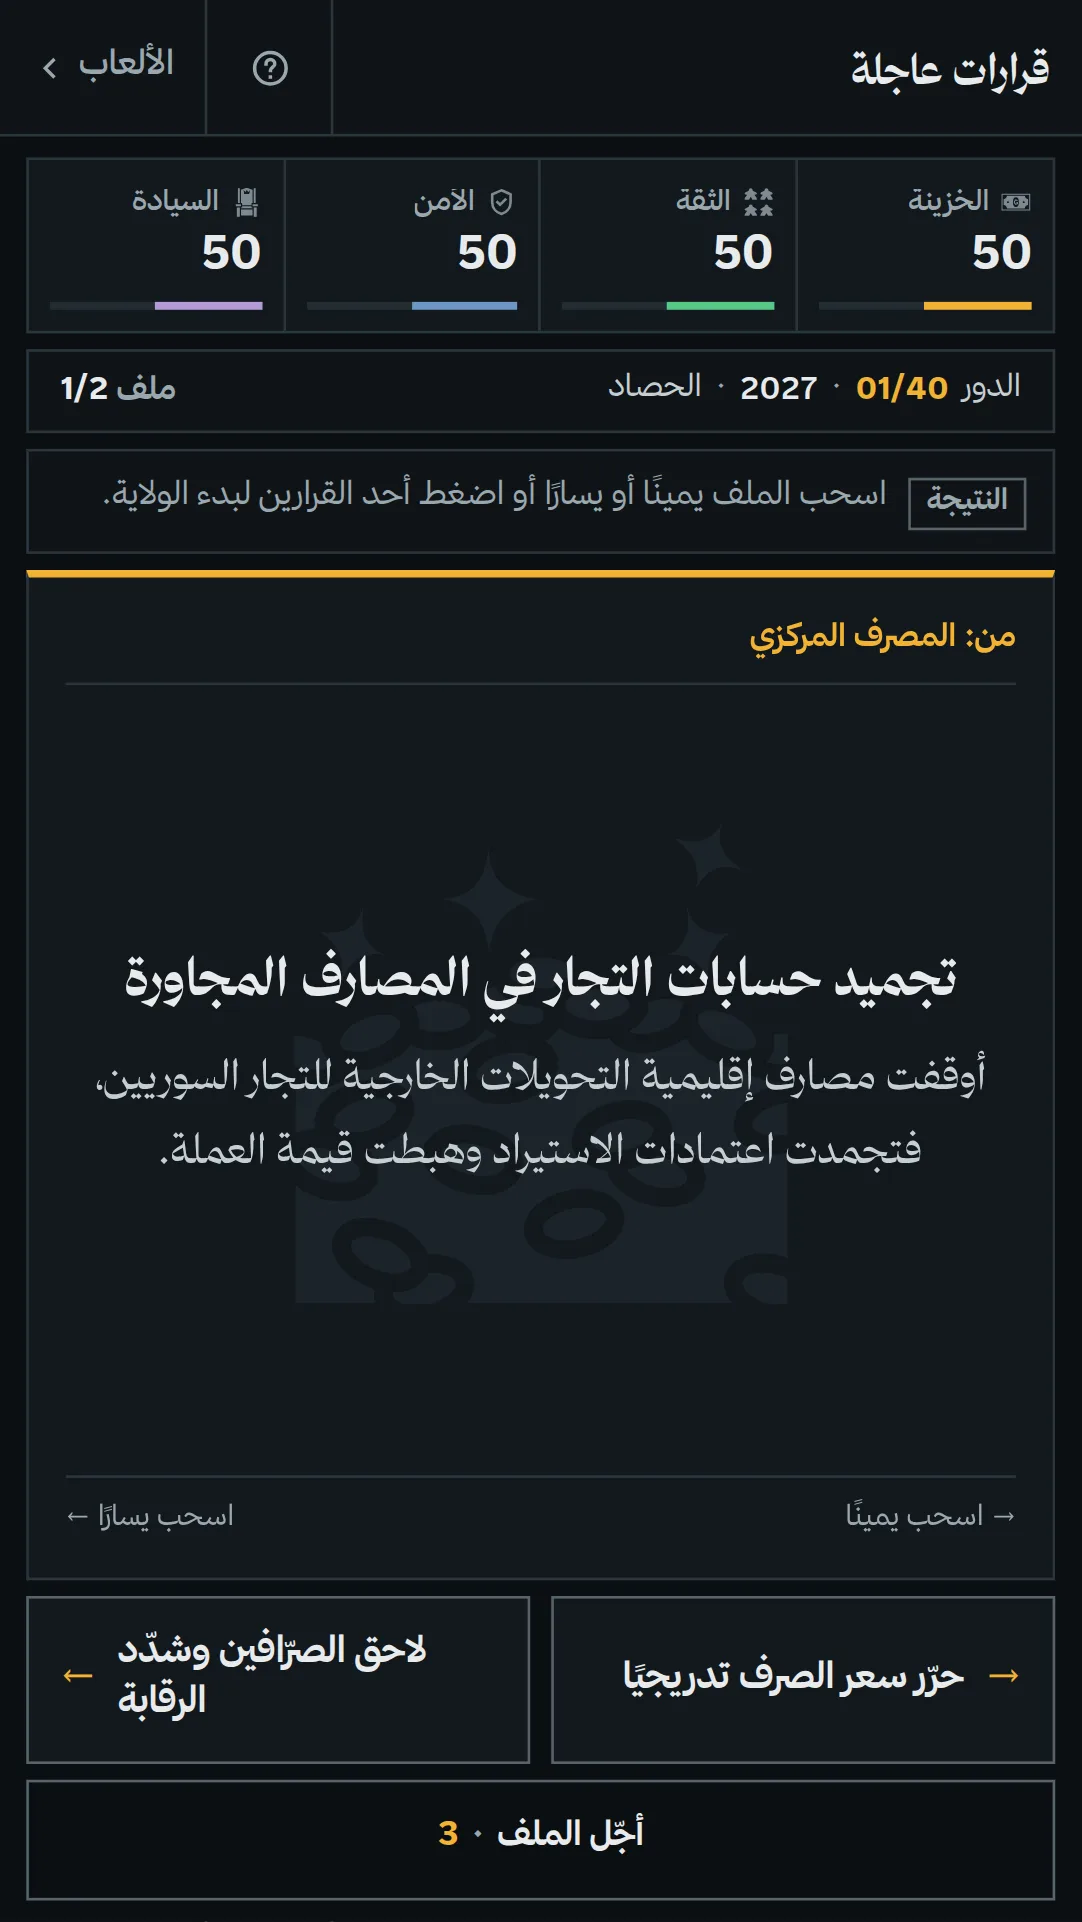 قرارات عاجلة
الألعاب
الخزينة
50
الثقة
50
الأمن
50
السيادة
50
الدور 01/40 · 2027 · الحصاد
ملف 1/2
النتيجة
اسحب الملف يمينًا أو يسارًا أو اضغط أحد القرارين لبدء الولاية.
من: المصرف المركزي
تجميد حسابات التجار في المصارف المجاورة
أوقفت مصارف إقليمية التحويلات الخارجية للتجار السوريين،
فتجمدت اعتمادات الاستيراد وهبطت قيمة العملة.
→ اسحب يمينًا
اسحب يسارًا ←
→ حرّر سعر الصرف تدريجيًا
لاحق الصرّافين وشدّد
الرقابة ←
أجّل الملف · 3